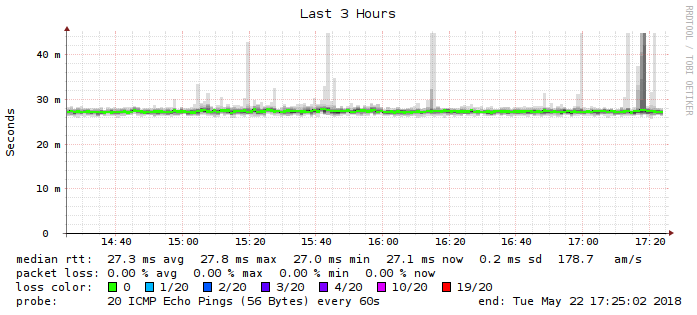 Last 3 Hours
RRDTOOL / TOBI OETIKER
Seconds
40 m
30 m
20 m
10 m
0
14:40 15:00 15:20 15:40 16:00 16:20 16:40 17:00 17:20
median rtt: 27.3 ms avg 27.8 ms max 27.0 ms min 27.1 ms now 0.2 ms sd 178.7 am/s
packet loss: 0.00 % avg 0.00 % max 0.00 % min 0.00 % now
loss color: 0 1/20 2/20 3/20 4/20 10/20 19/20
probe: 20 ICMP Echo Pings (56 Bytes) every 60s end: Tue May 22 17:25:02 2018